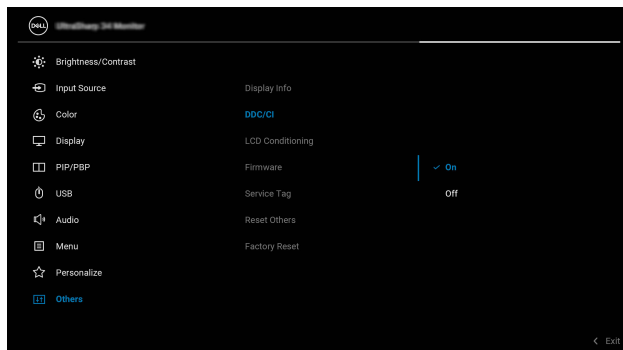 DELL
Brightness/Contrast
Input Source
Display Info
Color
DDC/CI
Display
LCD Conditioning
PIP/PBP
Firmware
On
USB
Service Tag
Off
Audio
Reset Others
Menu
Factory Reset
Personalize
Others
Exit